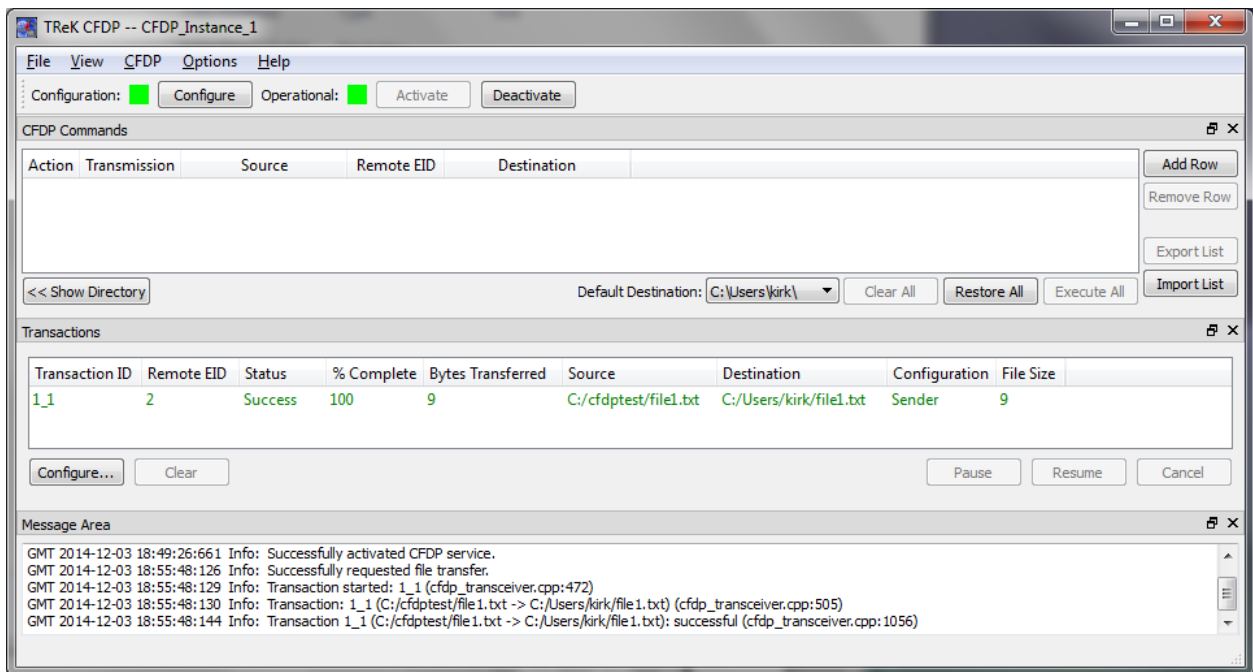 TReK CFDP -- CFDP_Instance_1
File View CFDP Options Help
Configuration: Configure Operational: Activate Deactivate
CFDP Commands
Action Transmission Source Remote EID Destination
Add Row
Remove Row
Export List
Import List
<< Show Directory Default Destination: C:\Users\kirk\ Clear All Restore All Execute All
Transactions
Transaction ID Remote EID Status % Complete Bytes Transferred Source Destination Configuration File Size
1_1 2 Success 100 9 C:/cfdptest/file1.txt C:/Users/kirk/file1.txt Sender 9
Configure... Clear Pause Resume Cancel
Message Area
GMT 2014-12-03 18:49:26:661 Info: Successfully activated CFDP service.
GMT 2014-12-03 18:55:48:126 Info: Successfully requested file transfer.
GMT 2014-12-03 18:55:48:129 Info: Transaction started: 1_1 (cfdp_transceiver.cpp:472)
GMT 2014-12-03 18:55:48:130 Info: Transaction: 1_1 (C:/cfdptest/file1.txt -> C:/Users/kirk/file1.txt) (cfdp_transceiver.cpp:505)
GMT 2014-12-03 18:55:48:144 Info: Transaction 1_1 (C:/cfdptest/file1.txt -> C:/Users/kirk/file1.txt): successful (cfdp_transceiver.cpp:1056)